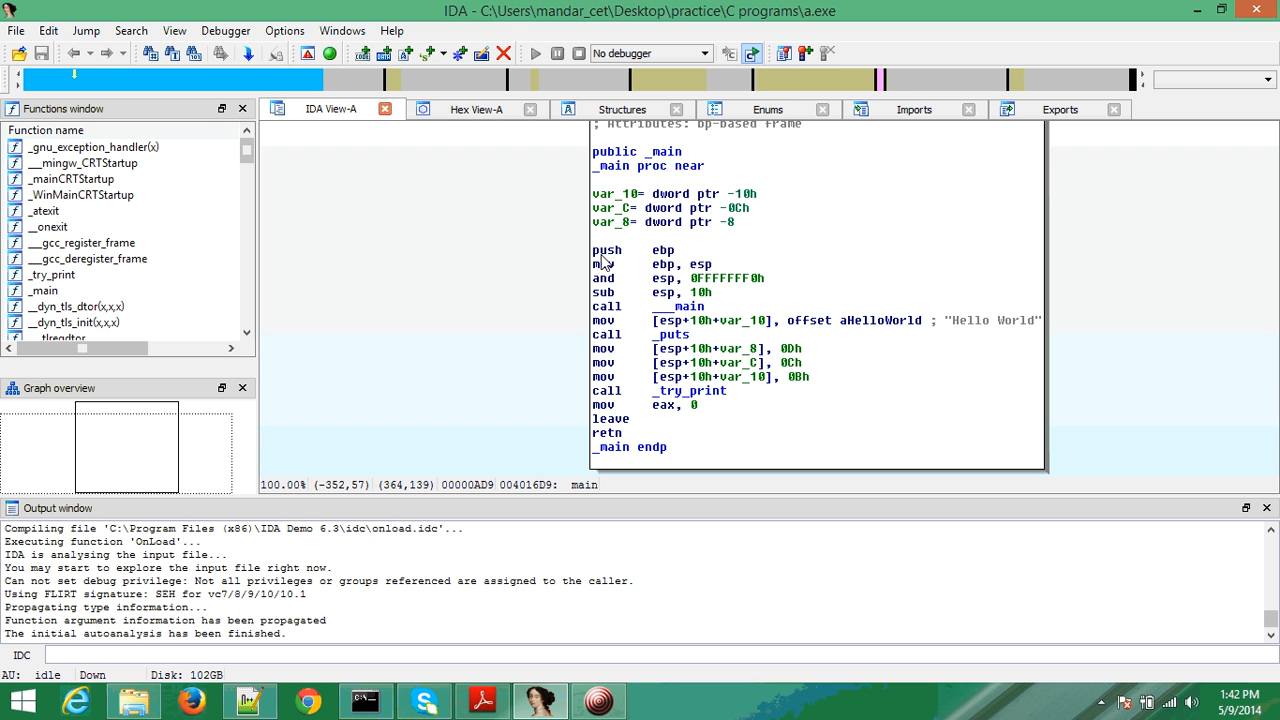 IDA - C:\Users\mandar_cet\Desktop\practice\C programs\a.exe
File Edit Jump Search View Debugger Options Windows Help
No debugger
Functions window
IDA View-A
Hex View-A
Structures
Enums
Imports
Exports
Function name
_gnu_exception_handler(x)
___mingw_CRTStartup
_mainCRTStartup
_WinMainCRTStartup
_atexit
__onexit
___gcc_register_frame
___gcc_deregister_frame
_try_print
_main
__dyn_tls_dtor(x,x,x)
__dyn_tls_init(x,x,x)
__tlregdtor
Graph overview
; Attributes: bp-based frame
public _main
_main proc near
var_10= dword ptr -10h
var_C= dword ptr -0Ch
var_8= dword ptr -8
push ebp
mov ebp, esp
and esp, 0FFFFFFF0h
sub esp, 10h
call ___main
mov [esp+10h+var_10], offset aHelloWorld ; "Hello World"
call _puts
mov [esp+10h+var_8], 0Dh
mov [esp+10h+var_C], 0Ch
mov [esp+10h+var_10], 0Bh
call _try_print
mov eax, 0
leave
retn
_main endp
100.00% (-352,57) (364,139) 00000AD9 004016D9: main
Output window
Compiling file 'C:\Program Files (x86)\IDA Demo 6.3\idc\onload.idc'...
Executing function 'OnLoad'...
IDA is analysing the input file...
You may start to explore the input file right now.
Can not set debug privilege: Not all privileges or groups referenced are assigned to the caller.
Using FLIRT signature: SEH for vc7/8/9/10/10.1
Propagating type information...
Function argument information has been propagated
The initial autoanalysis has been finished.
IDC
AU: idle Down Disk: 102GB
1:42 PM
5/9/2014